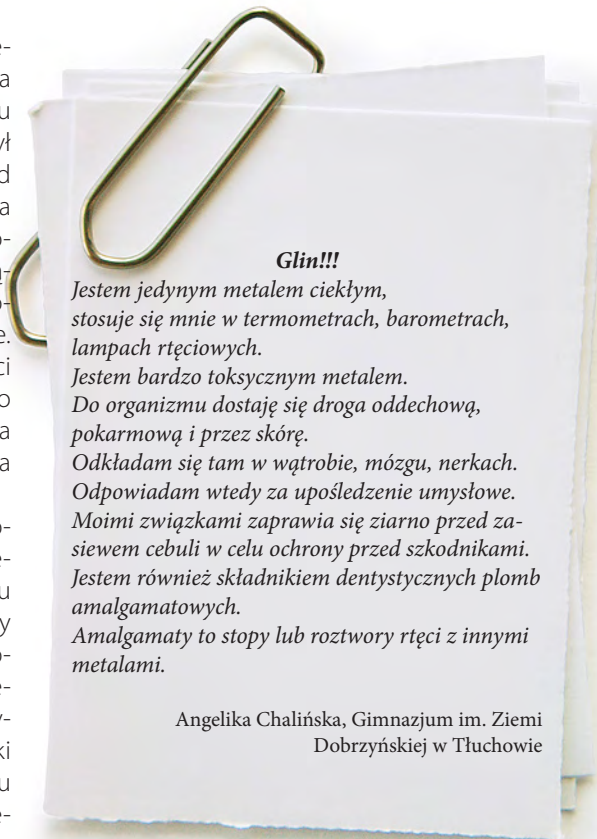 Glin!!!
Jestem jedynym metalem ciekłym,
stosuje się mnie w termometrach, barometrach,
lampach rtęciowych.
Jestem bardzo toksycznym metalem.
Do organizmu dostaję się droga oddechową,
pokarmową i przez skórę.
Odkładam się tam w wątrobie, mózgu, nerkach.
Odpowiadam wtedy za upośledzenie umysłowe.
Moimi związkami zaprawia się ziarno przed za-
siewem cebuli w celu ochrony przed szkodnikami.
Jestem również składnikiem dentystycznych plomb
amalgamatowych.
Amalgamaty to stopy lub roztwory rtęci z innymi
metalami.
Angelika Chalińska, Gimnazjum im. Ziemi
Dobrzyńskiej w Tłuchowie